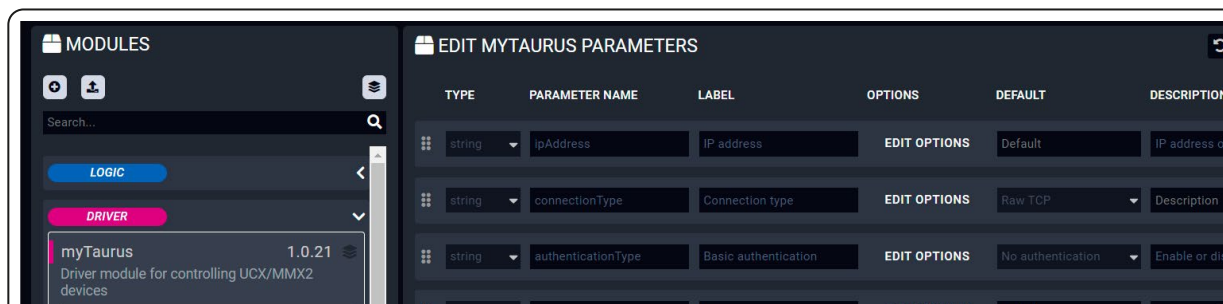 MODULES
Search...
LOGIC
DRIVER
myTaurus 1.0.21
Driver module for controlling UCX/MMX2
devices
EDIT MYTAURUS PARAMETERS
TYPE PARAMETER NAME LABEL OPTIONS DEFAULT DESCRIPTION
string ipAddress IP address EDIT OPTIONS Default IP address o
string connectionType Connection type EDIT OPTIONS Raw TCP Description
string authenticationType Basic authentication EDIT OPTIONS No authentication Enable or dis